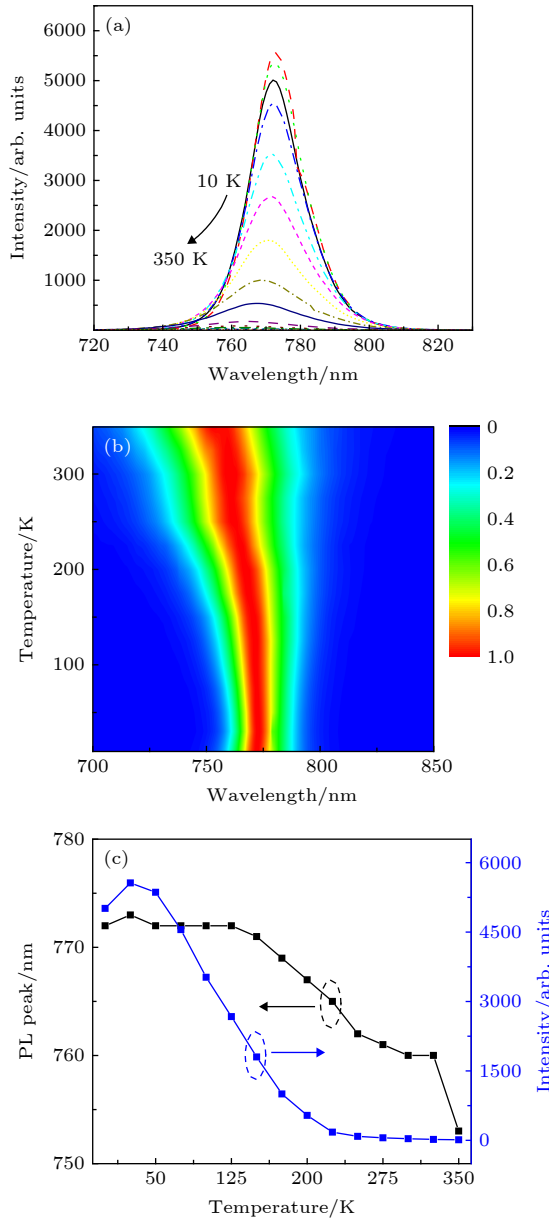 (a)
6000
5000
4000
3000
2000
1000
Intensity/arb. units
10 K
350 K
720 740 760 780 800 820
Wavelength/nm
(b)
300
200
100
Temperature/K
700 750 800 850
Wavelength/nm
0
0.2
0.4
0.6
0.8
1.0
(c)
780
770
760
750
PL peak/nm
6000
4500
3000
1500
0
Intensity/arb. units
50 125 200 275 350
Temperature/K